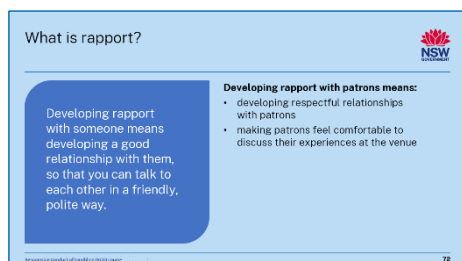 What is rapport?
NSW
GOVERNMENT
Developing rapport
with someone means
developing a good
relationship with them,
so that you can talk to
each other in a friendly,
polite way.
Developing rapport with patrons means:
• developing respectful relationships
with patrons
• making patrons feel comfortable to
discuss their experiences at the venue
72